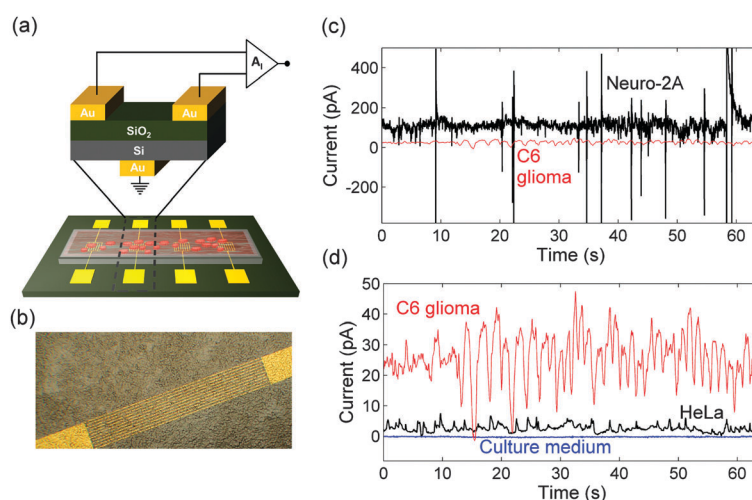 (a)
A_I
Au
Au
SiO₂
Si
Au
(b)
(c)
Current (pA)
400
200
0
-200
Neuro-2A
C6
glioma
0 10 20 30 40 50 60
Time (s)
(d)
Current (pA)
50
40
30
20
10
0
C6 glioma
HeLa
Culture medium
0 10 20 30 40 50 60
Time (s)